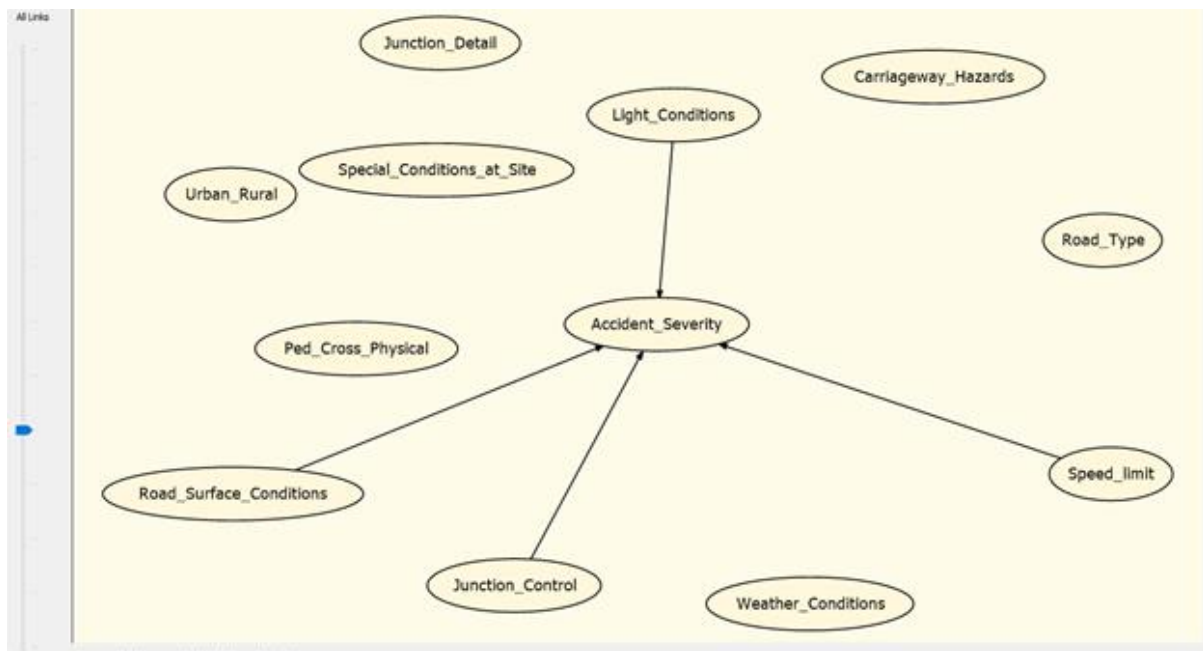 All Links
Junction_Detail
Carriageway_Hazards
Light_Conditions
Special_Conditions_at_Site
Urban_Rural
Road_Type
Accident_Severity
Ped_Cross_Physical
Speed_limit
Road_Surface_Conditions
Junction_Control
Weather_Conditions